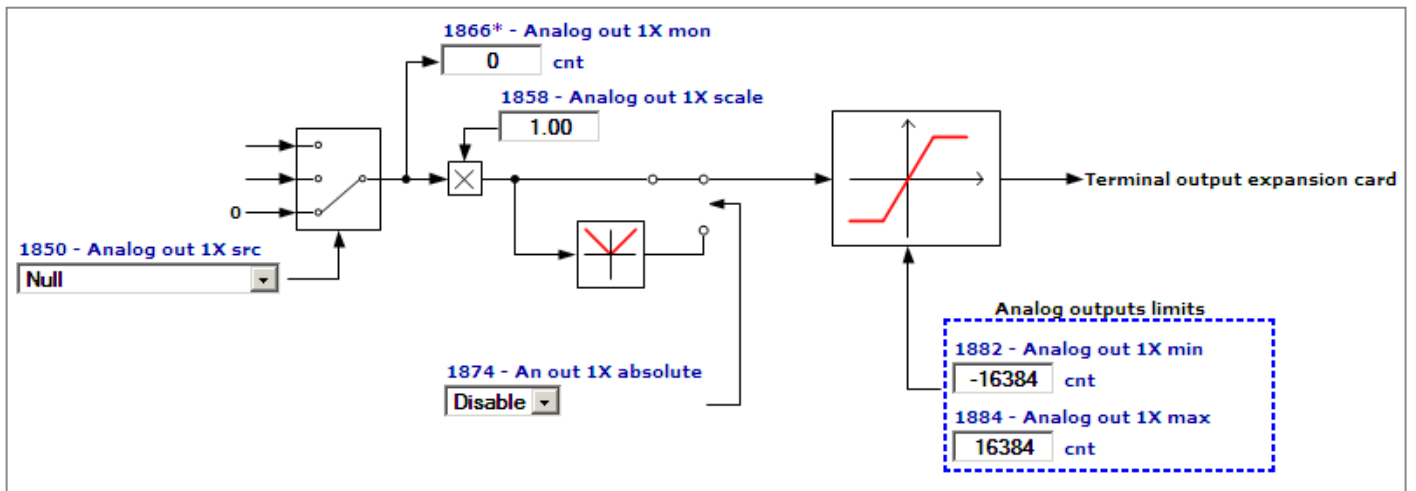 1866* - Analog out 1X mon
0 cnt
1858 - Analog out 1X scale
1.00
0
1850 - Analog out 1X src
Null
Terminal output expansion card
1874 - An out 1X absolute
Disable
Analog outputs limits
1882 - Analog out 1X min
-16384 cnt
1884 - Analog out 1X max
16384 cnt